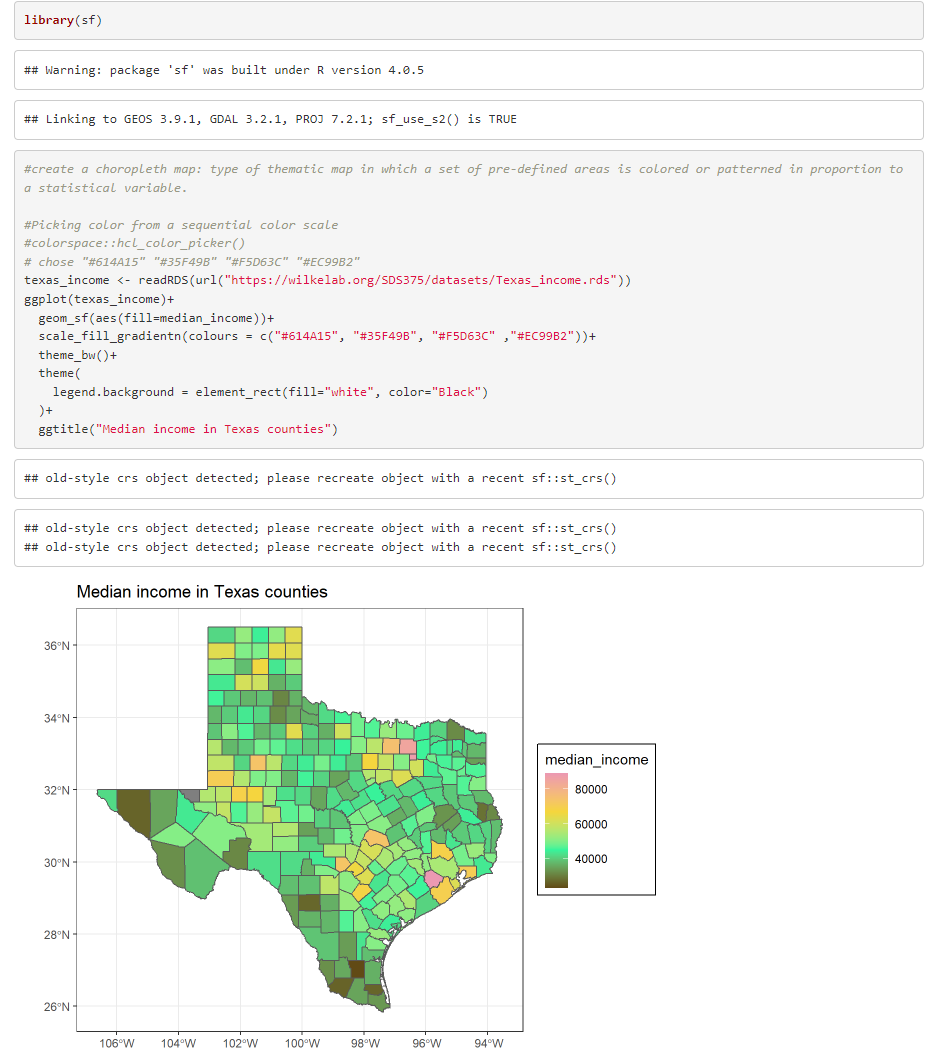 library(sf)
## Warning: package 'sf' was built under R version 4.0.5
## Linking to GEOS 3.9.1, GDAL 3.2.1, PROJ 7.2.1; sf_use_s2() is TRUE
#create a choropleth map: type of thematic map in which a set of pre-defined areas is colored or patterned in proportion to
a statistical variable.
#Picking color from a sequential color scale
#colorspace::hcl_color_picker()
# chose "#614A15" "#35F49B" "#F5D63C" "#EC99B2"
texas_income <- readRDS(url("https://wilkelab.org/SDS375/datasets/Texas_income.rds"))
ggplot(texas_income)+
  geom_sf(aes(fill=median_income))+
  scale_fill_gradientn(colours = c("#614A15", "#35F49B", "#F5D63C" ,"#EC99B2"))+
  theme_bw()+
  theme(
    legend.background = element_rect(fill="white", color="Black")
  )+
  ggtitle("Median income in Texas counties")
## old-style crs object detected; please recreate object with a recent sf::st_crs()
## old-style crs object detected; please recreate object with a recent sf::st_crs()
## old-style crs object detected; please recreate object with a recent sf::st_crs()
Median income in Texas counties
36°N
34°N
32°N
30°N
28°N
26°N
106°W 104°W 102°W 100°W 98°W 96°W 94°W
median_income
80000
60000
40000